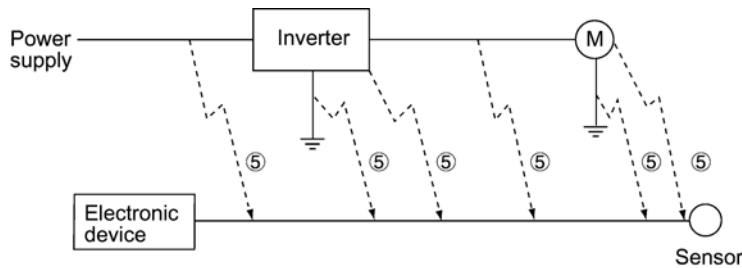 Power
supply
Inverter
M
⑤ ⑤ ⑤ ⑤ ⑤ ⑤
Electronic
device
Sensor